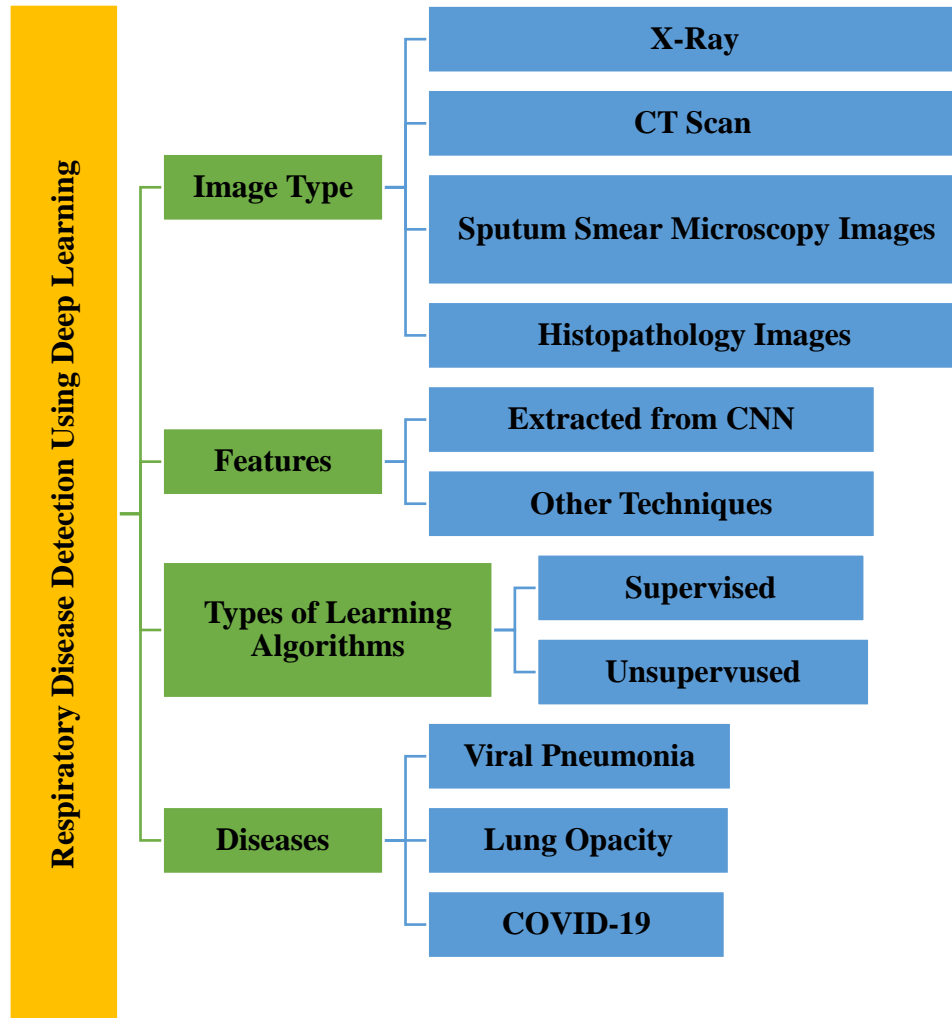 Respiratory Disease Detection Using Deep Learning
Image Type
X-Ray
CT Scan
Sputum Smear Microscopy Images
Histopathology Images
Features
Extracted from CNN
Other Techniques
Types of Learning
Algorithms
Supervised
Unsupervused
Diseases
Viral Pneumonia
Lung Opacity
COVID-19